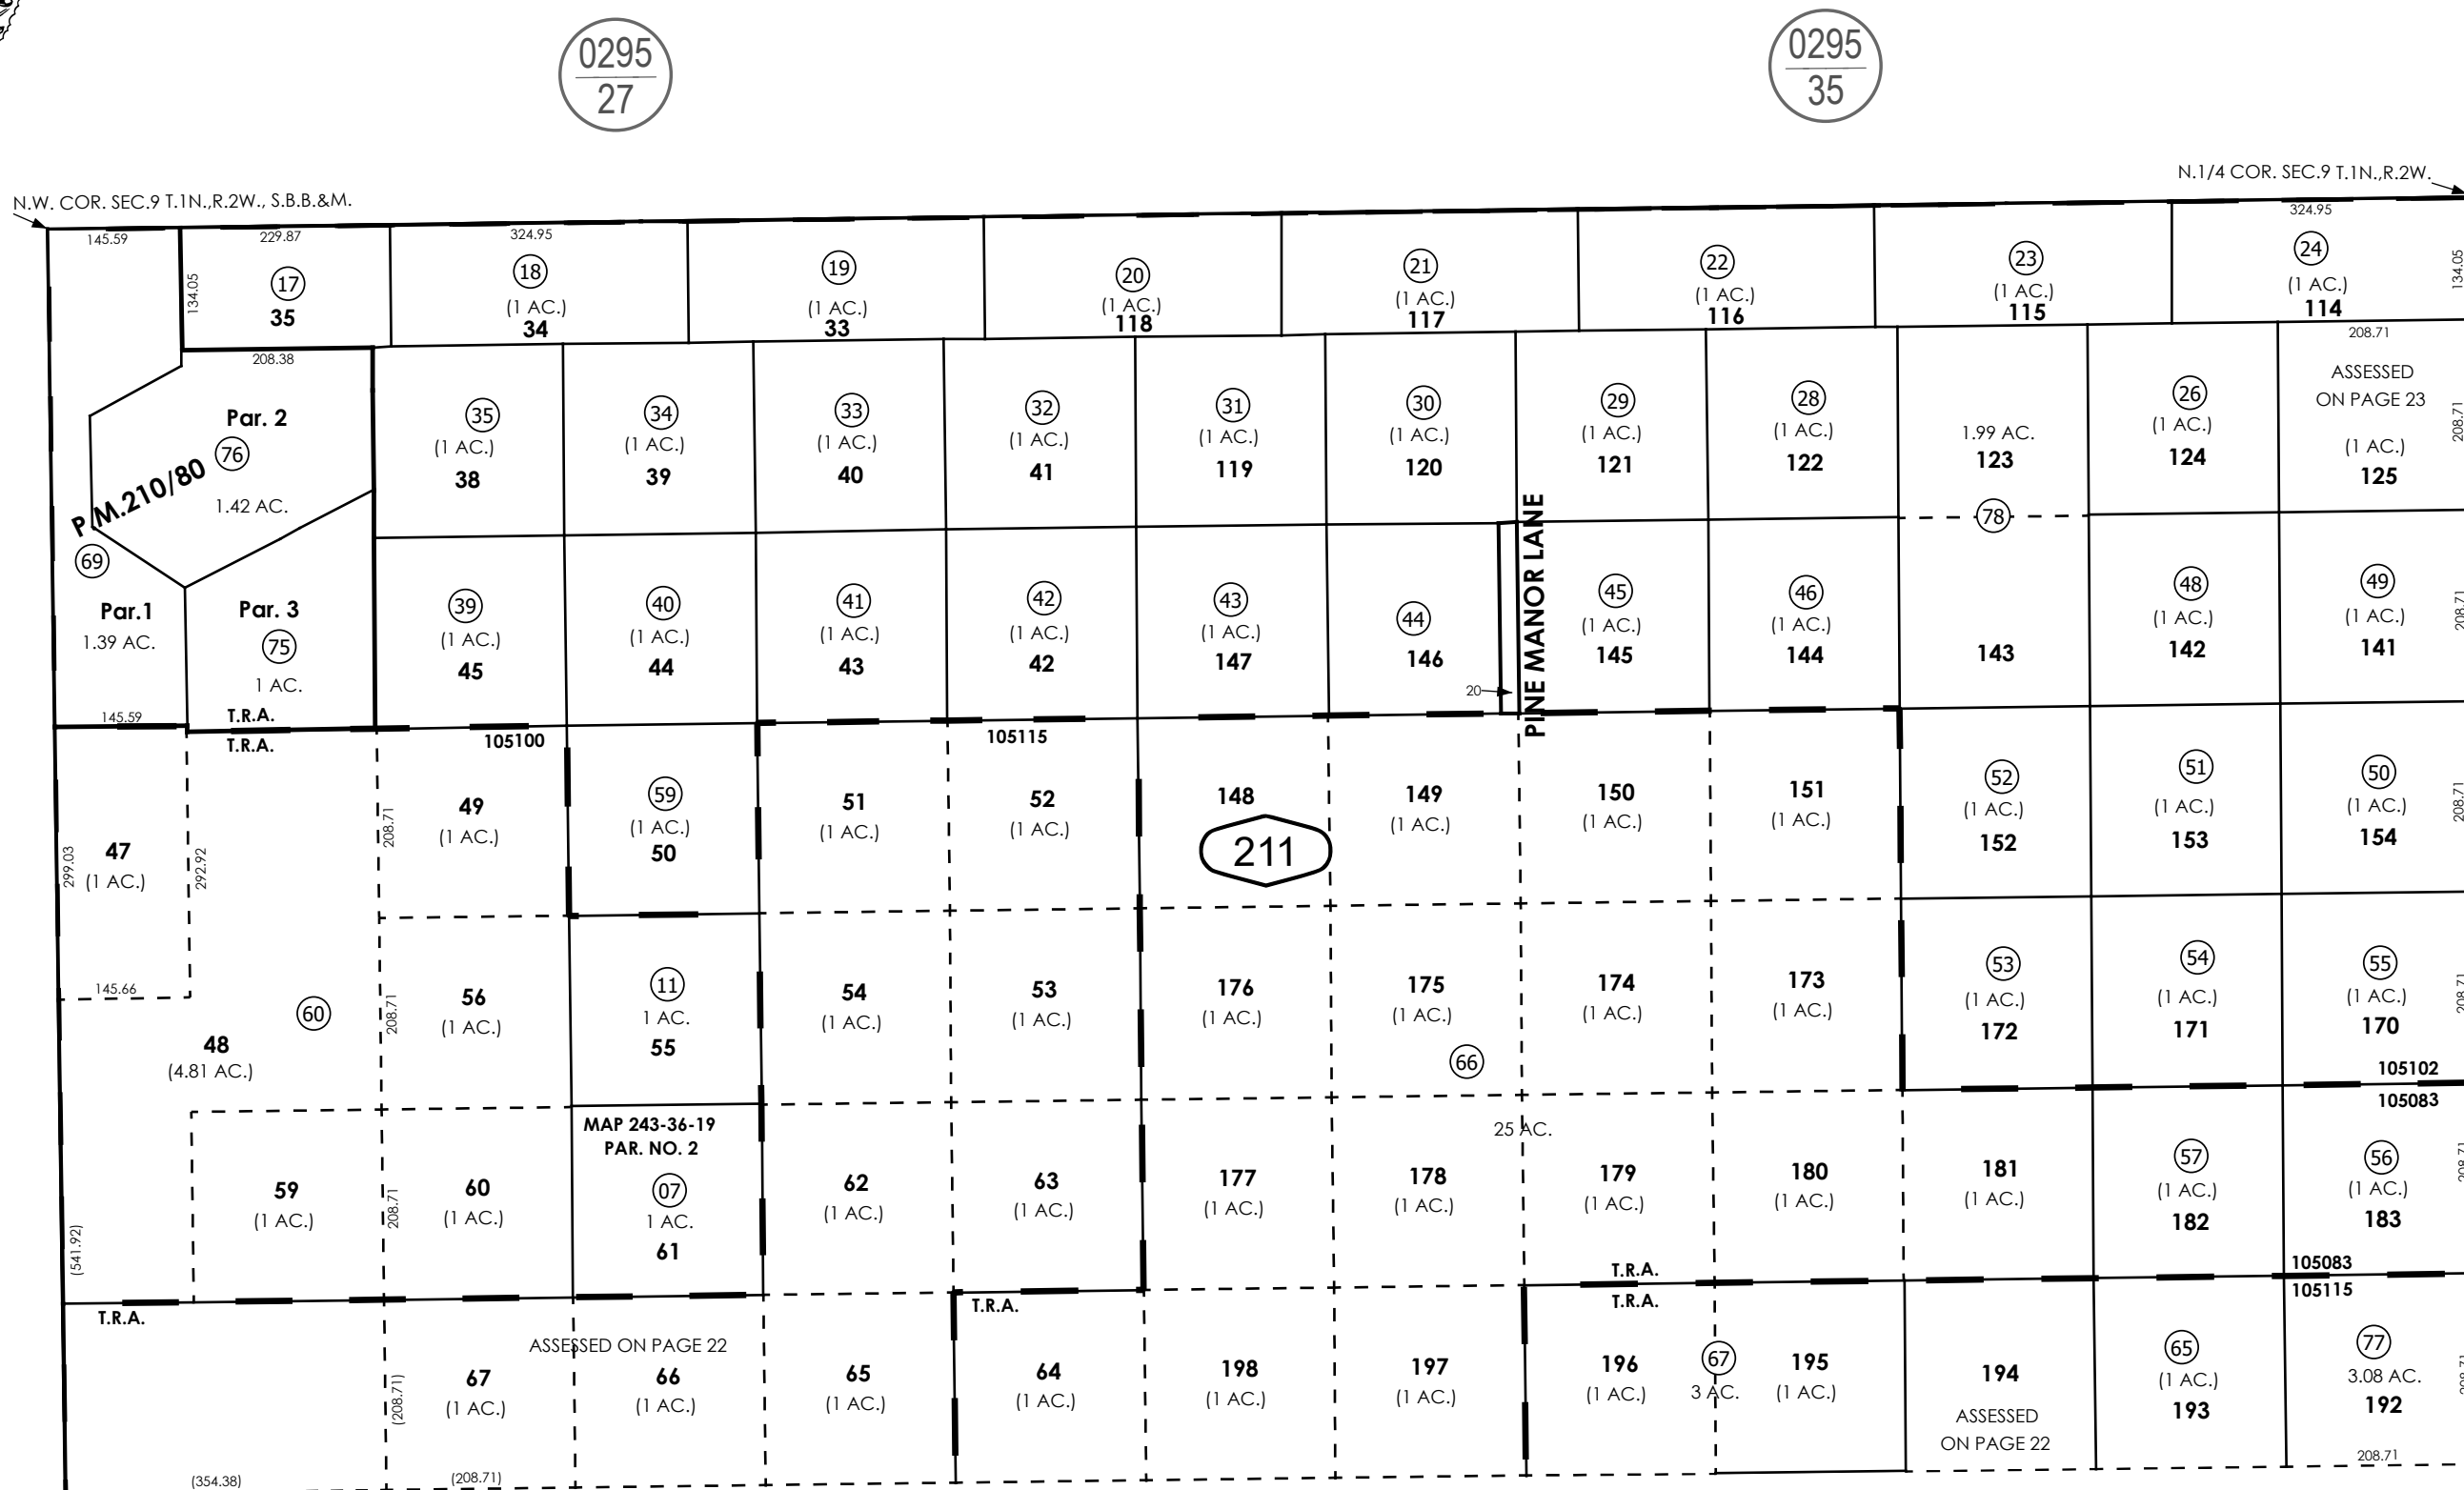 0295
27
0295
35
N.W. COR. SEC.9 T.1N.,R.2W., S.B.B.&M.
N.1/4 COR. SEC.9 T.1N.,R.2W.
145.59
229.87
324.95
324.95
134.05
17
35
18
(1 AC.)
34
19
(1 AC.)
33
20
(1 AC.)
118
21
(1 AC.)
117
22
(1 AC.)
116
23
(1 AC.)
115
24
(1 AC.)
114
134.05
208.38
208.71
Par. 2
76
1.42 AC.
P.M.210/80
35
(1 AC.)
38
34
(1 AC.)
39
33
(1 AC.)
40
32
(1 AC.)
41
31
(1 AC.)
119
30
(1 AC.)
120
29
(1 AC.)
121
28
(1 AC.)
122
1.99 AC.
123
26
(1 AC.)
124
ASSESSED
ON PAGE 23
(1 AC.)
125
208.71
78
69
Par.1
1.39 AC.
145.59
Par. 3
75
1 AC.
T.R.A.
T.R.A.
39
(1 AC.)
45
40
(1 AC.)
44
41
(1 AC.)
43
42
(1 AC.)
42
43
(1 AC.)
147
44
146
20
PINE MANOR LANE
45
(1 AC.)
145
46
(1 AC.)
144
143
48
(1 AC.)
142
49
(1 AC.)
141
208.71
105100
105115
299.03
47
(1 AC.)
292.92
145.66
208.71
49
(1 AC.)
59
(1 AC.)
50
51
(1 AC.)
52
(1 AC.)
148
211
149
(1 AC.)
150
(1 AC.)
151
(1 AC.)
52
(1 AC.)
152
51
(1 AC.)
153
50
(1 AC.)
154
208.71
60
48
(4.81 AC.)
208.71
56
(1 AC.)
11
1 AC.
55
54
(1 AC.)
53
(1 AC.)
176
(1 AC.)
175
(1 AC.)
66
174
(1 AC.)
173
(1 AC.)
53
(1 AC.)
172
54
(1 AC.)
171
55
(1 AC.)
170
208.71
105102
105083
(541.92)
59
(1 AC.)
208.71
60
(1 AC.)
MAP 243-36-19
PAR. NO. 2
07
1 AC.
61
62
(1 AC.)
63
(1 AC.)
177
(1 AC.)
178
(1 AC.)
25 AC.
179
(1 AC.)
180
(1 AC.)
181
(1 AC.)
57
(1 AC.)
182
56
(1 AC.)
183
208.71
T.R.A.
T.R.A.
T.R.A.
T.R.A.
105083
105115
ASSESSED ON PAGE 22
(208.71)
67
(1 AC.)
66
(1 AC.)
65
(1 AC.)
64
(1 AC.)
198
(1 AC.)
197
(1 AC.)
196
(1 AC.)
67
3 AC.
195
(1 AC.)
194
ASSESSED
ON PAGE 22
65
(1 AC.)
193
77
3.08 AC.
192
208.71
(354.38)
(208.71)
208.71